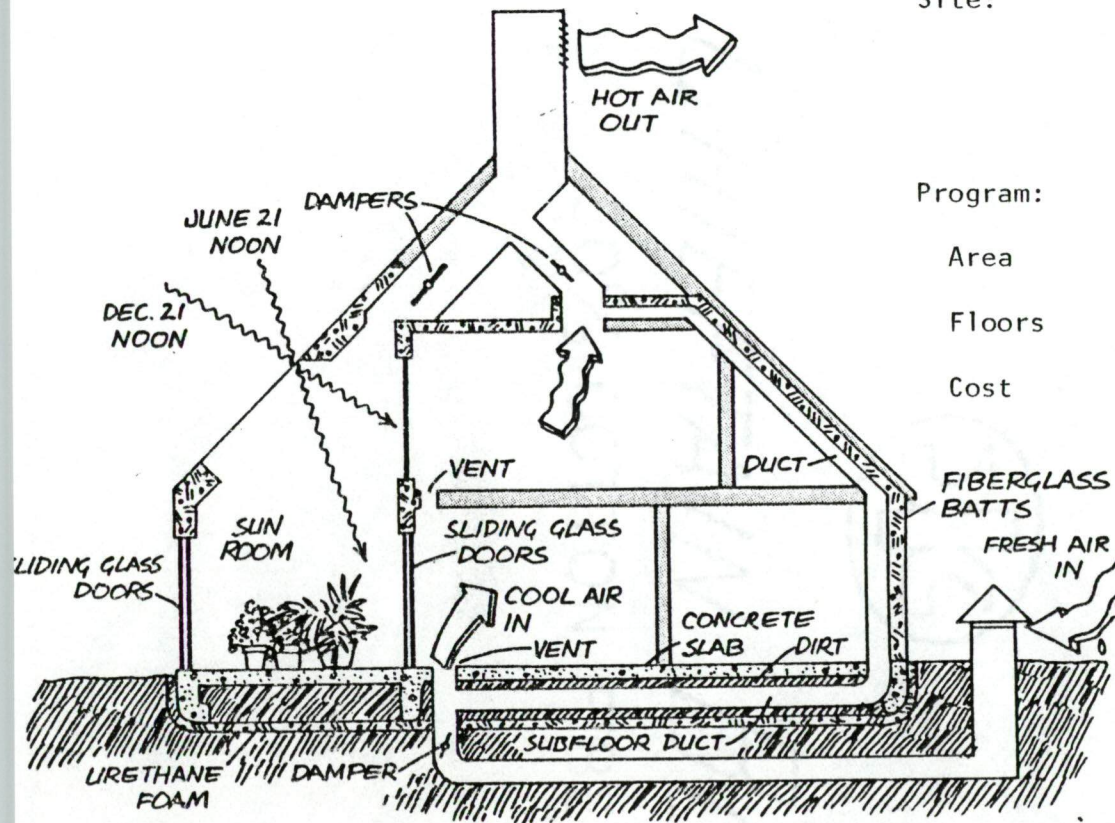 Site:
HOT AIR
OUT
Program:
Area
Floors
Cost
DAMPERS
JUNE 21
NOON
DEC. 21
NOON
VENT
DUCT
FIBERGLASS
BATTS
SUN
ROOM
SLIDING GLASS
DOORS
SLIDING GLASS
DOORS
FRESH AIR
IN
COOL AIR
IN
CONCRETE
SLAB
DIRT
VENT
SUBFLOOR DUCT
URETHANE
FOAM
DAMPER